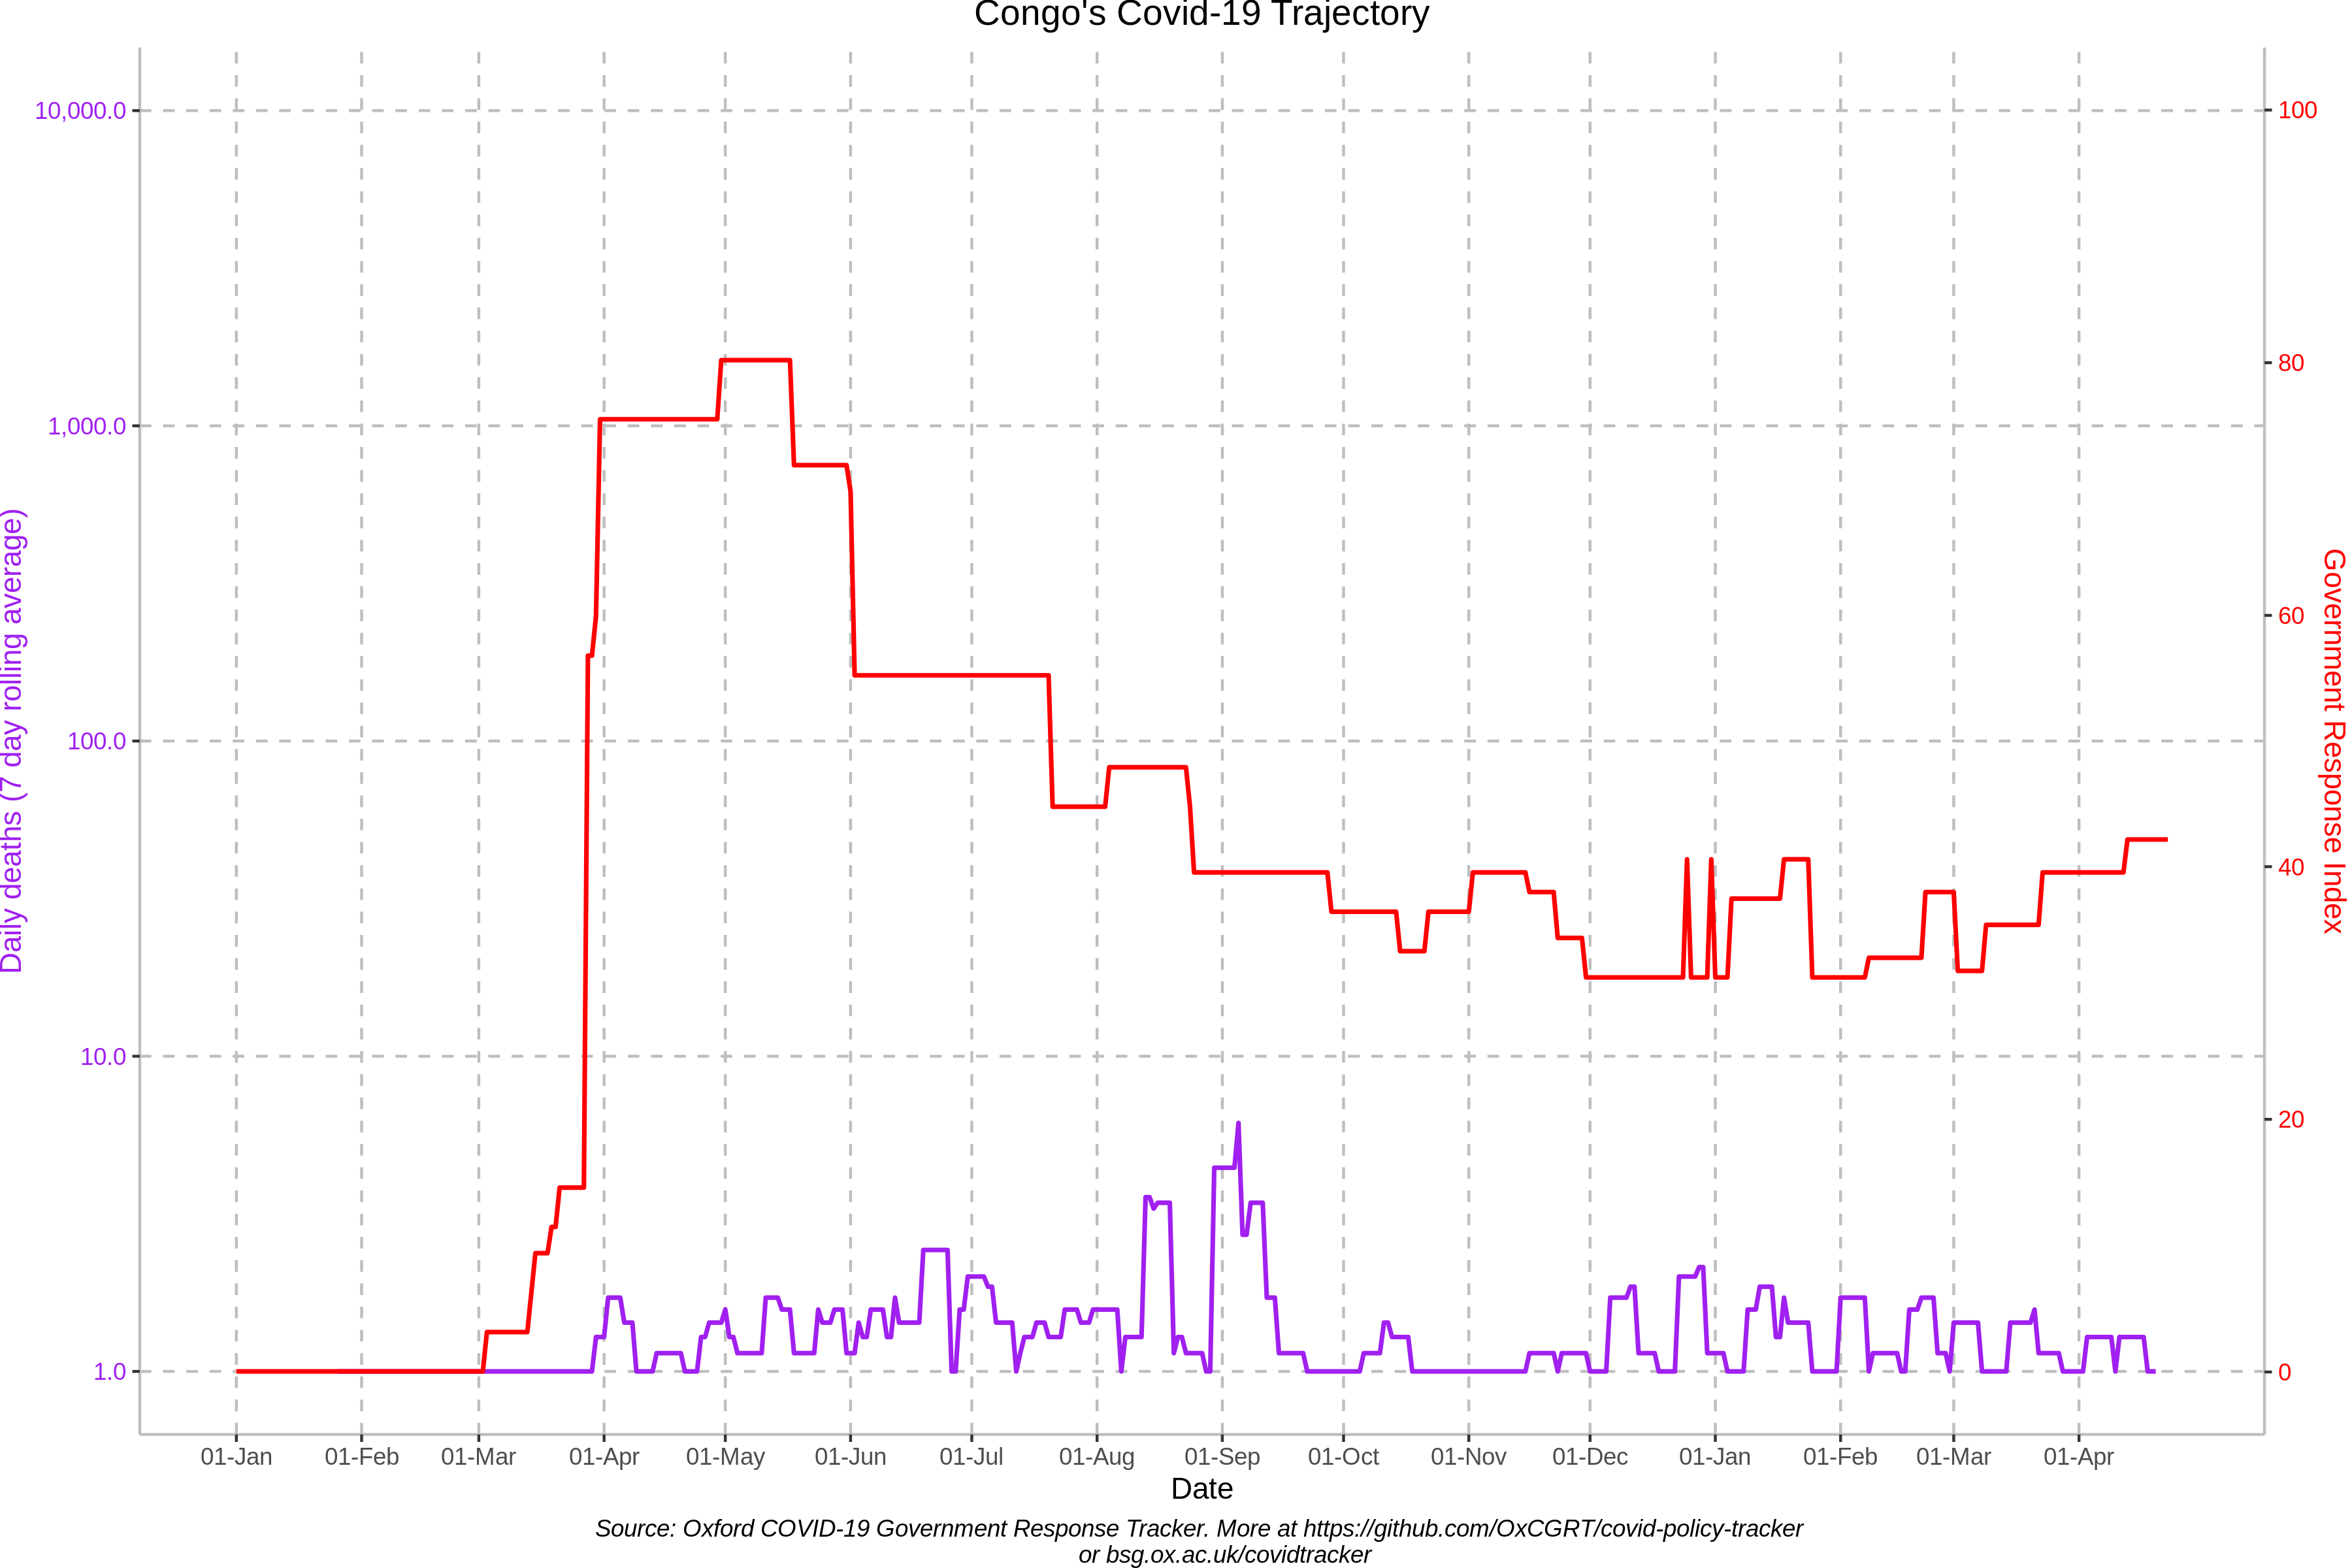 Congo's Covid-19 Trajectory
10,000.0
1,000.0
100.0
10.0
1.0
Daily deaths (7 day rolling average)
100
80
60
40
20
0
Government Response Index
01-Jan 01-Feb 01-Mar 01-Apr 01-May 01-Jun 01-Jul 01-Aug 01-Sep 01-Oct 01-Nov 01-Dec 01-Jan 01-Feb 01-Mar 01-Apr
Date
Source: Oxford COVID-19 Government Response Tracker. More at https://github.com/OxCGRT/covid-policy-tracker
or bsg.ox.ac.uk/covidtracker